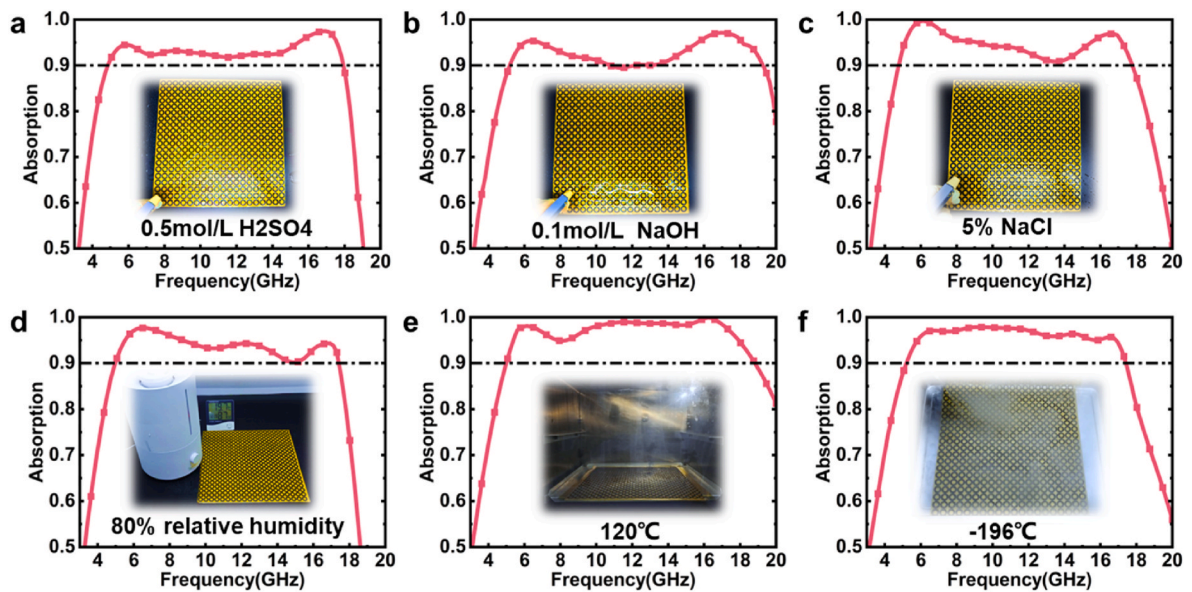 a
1.0
0.9
0.8
0.7
0.6
0.5
Absorption
0.5mol/L H2SO4
4 6 8 10 12 14 16 18 20
Frequency(GHz)
b
1.0
0.9
0.8
0.7
0.6
0.5
Absorption
0.1mol/L NaOH
4 6 8 10 12 14 16 18 20
Frequency(GHz)
c
1.0
0.9
0.8
0.7
0.6
0.5
Absorption
5% NaCl
4 6 8 10 12 14 16 18 20
Frequency(GHz)
d
1.0
0.9
0.8
0.7
0.6
0.5
Absorption
80% relative humidity
4 6 8 10 12 14 16 18 20
Frequency(GHz)
e
1.0
0.9
0.8
0.7
0.6
0.5
Absorption
120℃
4 6 8 10 12 14 16 18 20
Frequency(GHz)
f
1.0
0.9
0.8
0.7
0.6
0.5
Absorption
-196℃
4 6 8 10 12 14 16 18 20
Frequency(GHz)